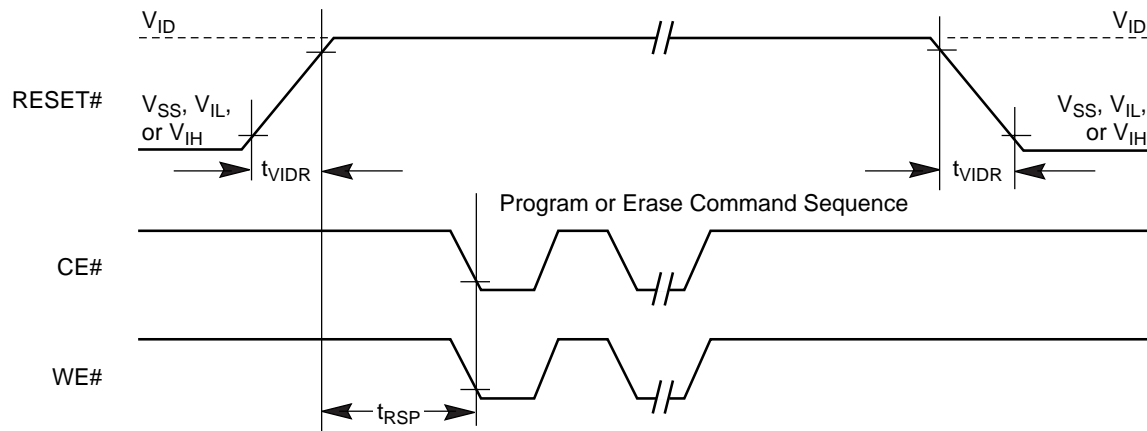 VID
VID
RESET#
VSS, VIL,
or VIH
VSS, VIL,
or VIH
tVIDR
tVIDR
Program or Erase Command Sequence
CE#
WE#
tRSP